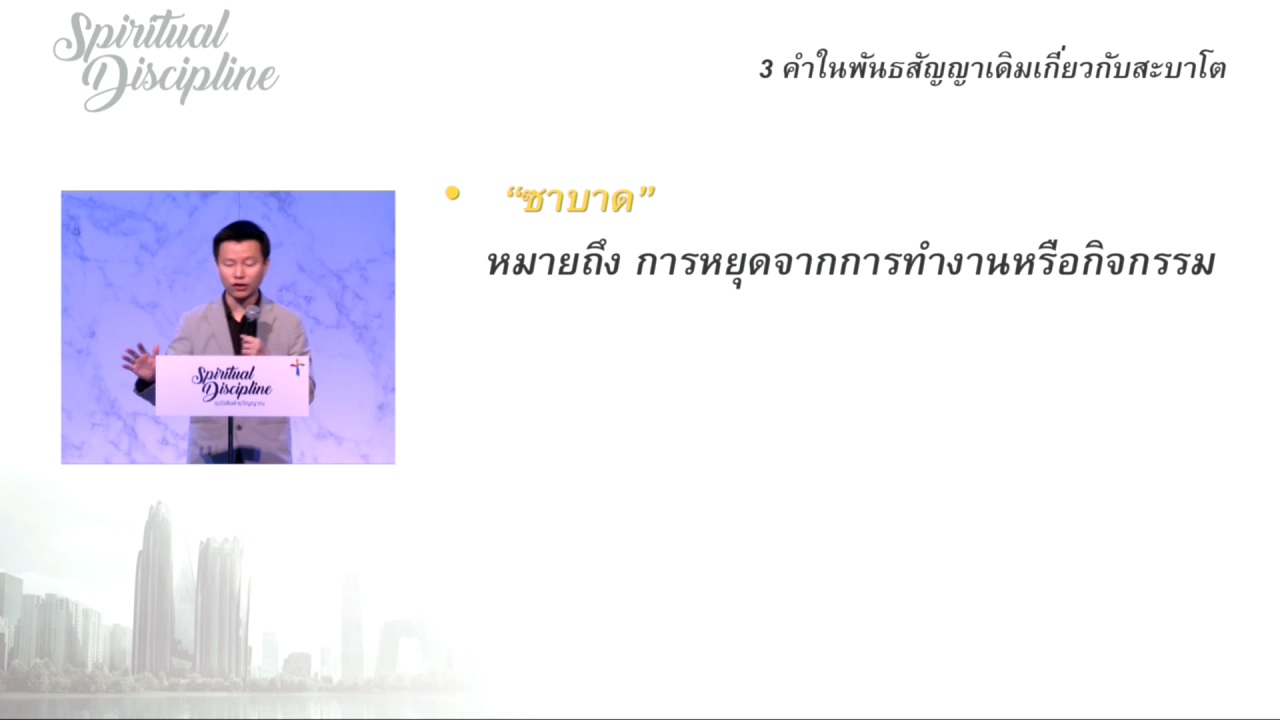 Spiritual
Discipline
3 คำในพันธสัญญาเดิมเกี่ยวกับสะบาโต
• “ซาบาด”
หมายถึง การหยุดจากการทำงานหรือกิจกรรม
Spiritual
Discipline